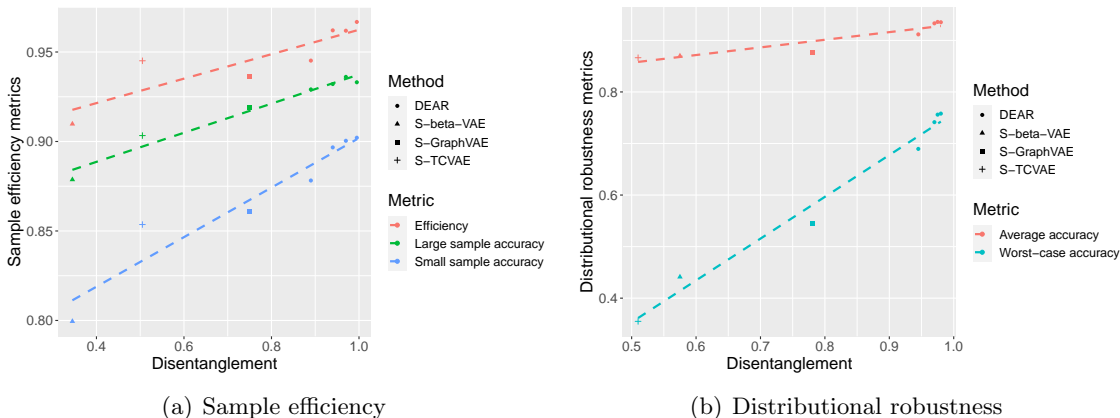 Sample efficiency metrics
0.95
0.90
0.85
0.80
0.4
0.6
0.8
1.0
Disentanglement
Method
DEAR
S−beta−VAE
S−GraphVAE
S−TCVAE
Metric
Efficiency
Large sample accuracy
Small sample accuracy
(a) Sample efficiency
Distributional robustness metrics
0.8
0.6
0.4
0.5
0.6
0.7
0.8
0.9
1.0
Disentanglement
Method
DEAR
S−beta−VAE
S−GraphVAE
S−TCVAE
Metric
Average accuracy
Worst−case accuracy
(b) Distributional robustness